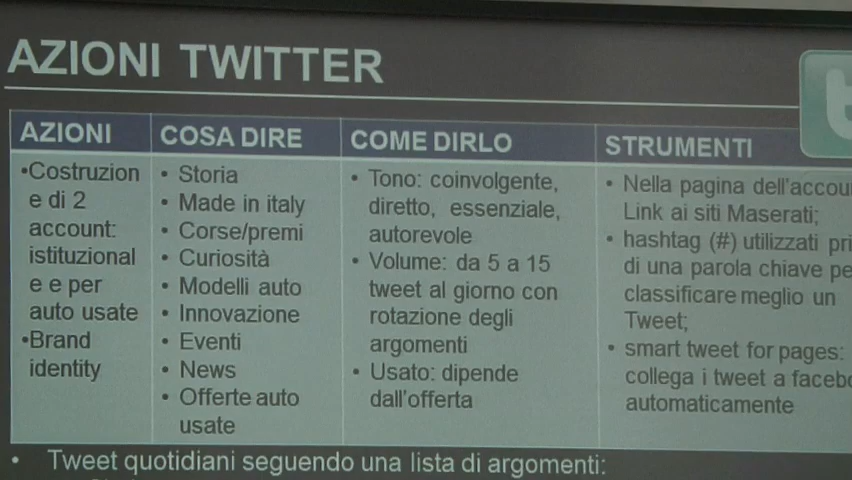 AZIONI TWITTER
AZIONI
COSA DIRE
COME DIRLO
STRUMENTI
•Costruzion
e di 2
account:
istituzional
e e per
auto usate
•Brand
identity
• Storia
• Made in italy
• Corse/premi
• Curiosità
• Modelli auto
• Innovazione
• Eventi
• News
• Offerte auto
usate
• Tono: coinvolgente,
diretto, essenziale,
autorevole
• Volume: da 5 a 15
tweet al giorno con
rotazione degli
argomenti
• Usato: dipende
dall'offerta
• Nella pagina dell'accou
Link ai siti Maserati;
• hashtag (#) utilizzati pri
di una parola chiave pe
classificare meglio un
Tweet;
• smart tweet for pages:
collega i tweet a facebo
automaticamente
• Tweet quotidiani seguendo una lista di argomenti: